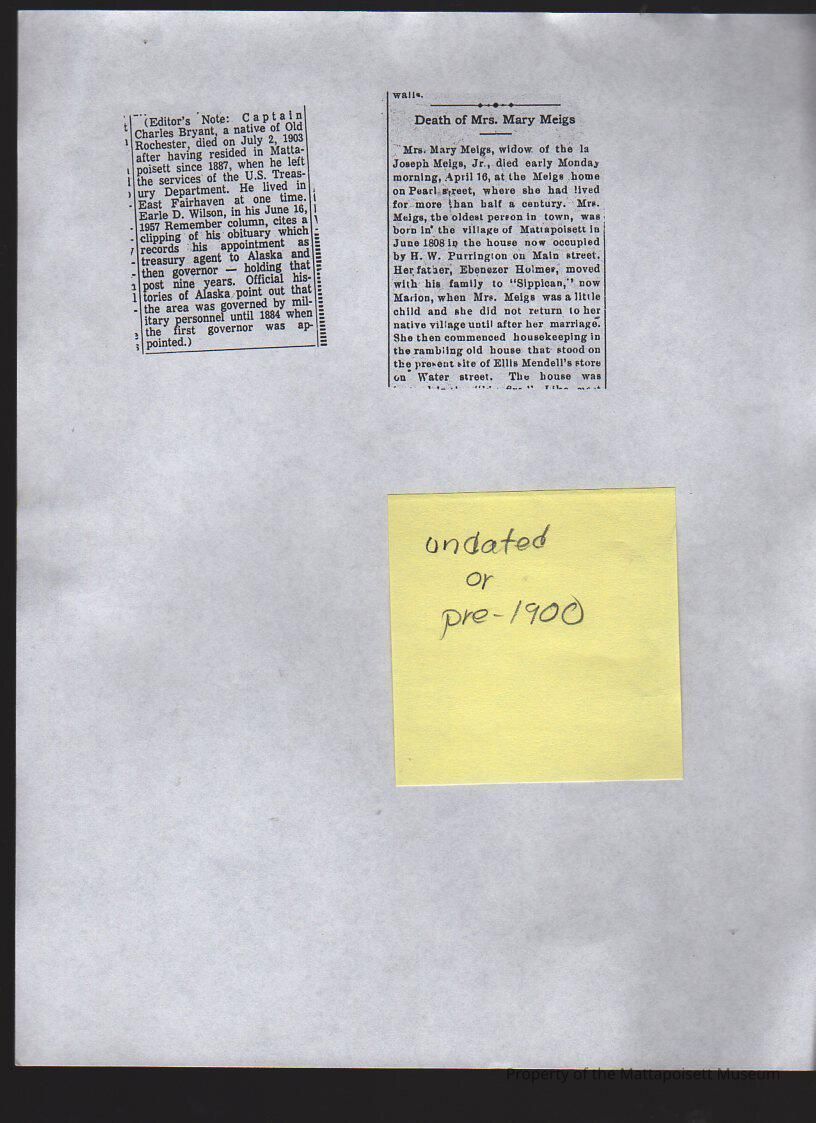 (Editor's Note: Captain
Charles Bryant, a native of Old
Rochester, died on July 2, 1903
after having resided in Matta-
poisett since 1887, when he left
the services of the U.S. Treas-
ury Department. He lived in
East Fairhaven at one time.
Earle D. Wilson, in his June 16,
1957 Remember column, cites a
clipping of his obituary which
records his appointment as
treasury agent to Alaska and
then governor — holding that
post nine years. Official his-
tories of Alaska point out that
the area was governed by mil-
itary personnel until 1884 when
the first governor was ap-
pointed.)
walls.
Death of Mrs. Mary Meigs
Mrs. Mary Meigs, widow of the la
Joseph Meigs, Jr., died early Monday
morning, April 16, at the Meigs home
on Pearl street, where she had lived
for more than half a century. Mrs.
Meigs, the oldest person in town, was
born in the village of Mattapoisett in
June 1808 in the house now occupied
by H. W. Purrington on Main street.
Her father, Ebenezer Holmes, moved
with his family to "Sippican," now
Marion, when Mrs. Meigs was a little
child and she did not return to her
native village until after her marriage.
She then commenced housekeeping in
the rambling old house that stood on
the present site of Ellis Mendell's store
on Water street. The house was
undated
or
pre-1900
Property of the Mattapoisett Museum